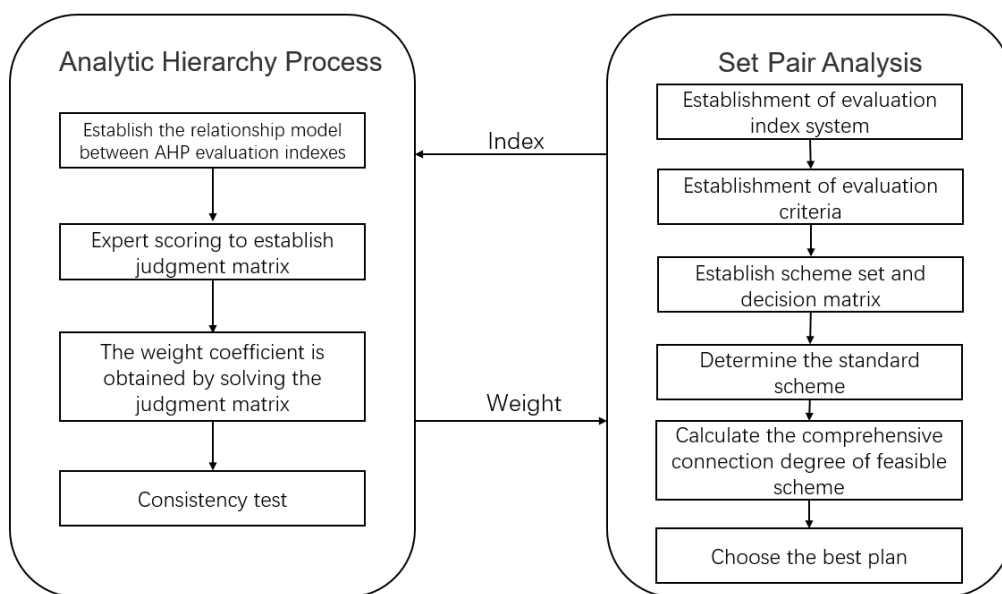 Analytic Hierarchy Process
Establish the relationship model
between AHP evaluation indexes
Expert scoring to establish
judgment matrix
The weight coefficient is
obtained by solving the
judgment matrix
Consistency test
Index
Weight
Set Pair Analysis
Establishment of evaluation
index system
Establishment of evaluation
criteria
Establish scheme set and
decision matrix
Determine the standard
scheme
Calculate the comprehensive
connection degree of feasible
scheme
Choose the best plan